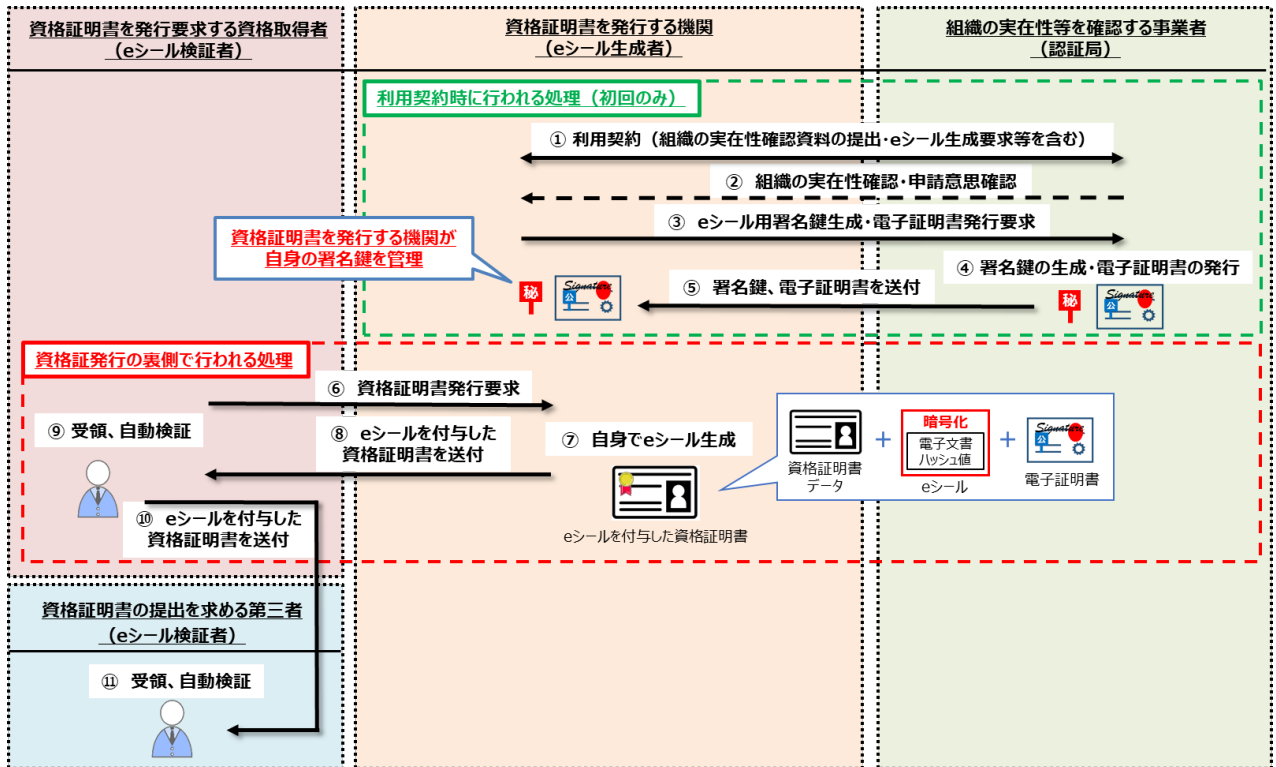 資格証明書を発行要求する資格取得者
（eシール検証者）
資格証明書を発行する機関
（eシール生成者）
組織の実在性等を確認する事業者
（認証局）
利用契約時に行われる処理（初回のみ）
① 利用契約（組織の実在性確認資料の提出・eシール生成要求等を含む）
② 組織の実在性確認・申請意思確認
③ eシール用署名鍵生成・電子証明書発行要求
資格証明書を発行する機関が
自身の署名鍵を管理
④ 署名鍵の生成・電子証明書の発行
⑤ 署名鍵、電子証明書を送付
秘
Signature
公
秘
Signature
公
資格証発行の裏側で行われる処理
⑥ 資格証明書発行要求
⑨ 受領、自動検証
⑧ eシールを付与した
資格証明書を送付
⑦ 自身でeシール生成
eシールを付与した資格証明書
資格証明書
データ
+
暗号化
電子文書
ハッシュ値
eシール
+
Signature
公
電子証明書
⑩ eシールを付与した
資格証明書を送付
資格証明書の提出を求める第三者
（eシール検証者）
⑪ 受領、自動検証